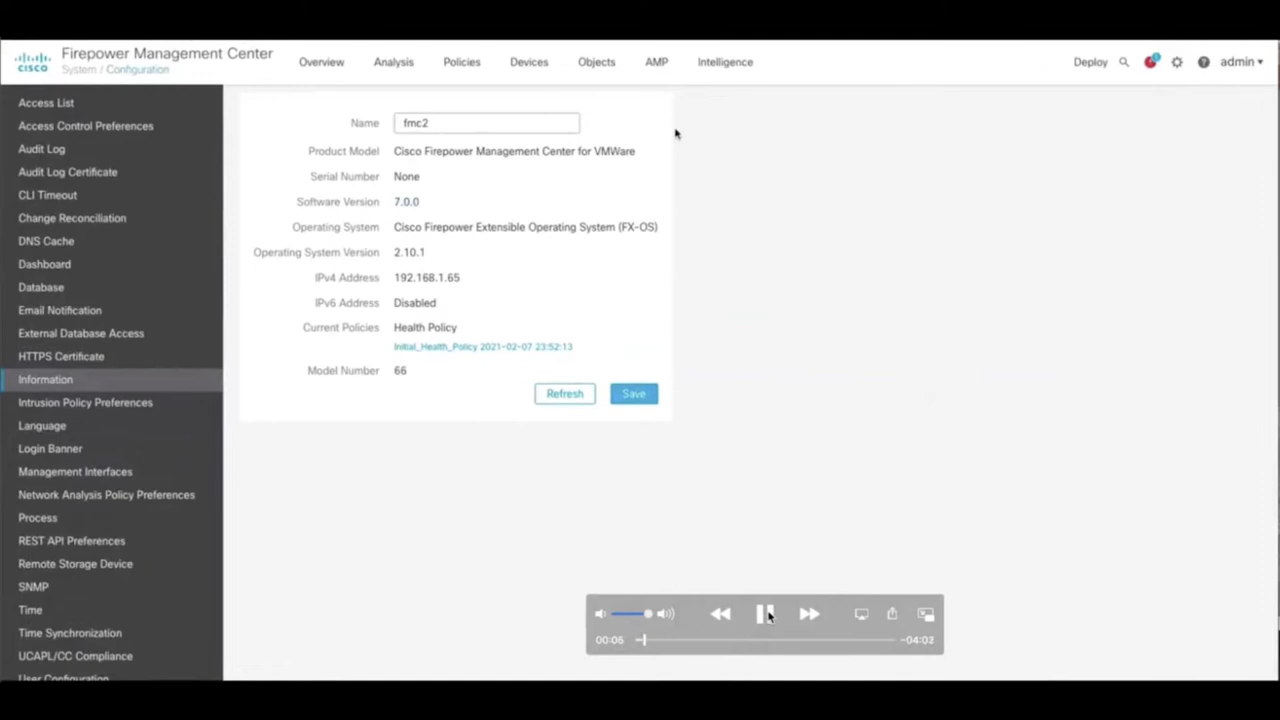 Firepower Management Center
CISCO
System / Configuration
Overview
Analysis
Policies
Devices
Objects
AMP
Intelligence
Deploy
admin
Access List
Access Control Preferences
Audit Log
Audit Log Certificate
CLI Timeout
Change Reconciliation
DNS Cache
Dashboard
Database
Email Notification
External Database Access
HTTPS Certificate
Information
Intrusion Policy Preferences
Language
Login Banner
Management Interfaces
Network Analysis Policy Preferences
Process
REST API Preferences
Remote Storage Device
SNMP
Time
Time Synchronization
UCAPL/CC Compliance
User Configuration
Name fmc2
Product Model Cisco Firepower Management Center for VMWare
Serial Number None
Software Version 7.0.0
Operating System Cisco Firepower Extensible Operating System (FX-OS)
Operating System Version 2.10.1
IPv4 Address 192.168.1.65
IPv6 Address Disabled
Current Policies Health Policy
Initial_Health_Policy 2021-02-07 23:52:13
Model Number 66
Refresh Save
00:05 -04:02